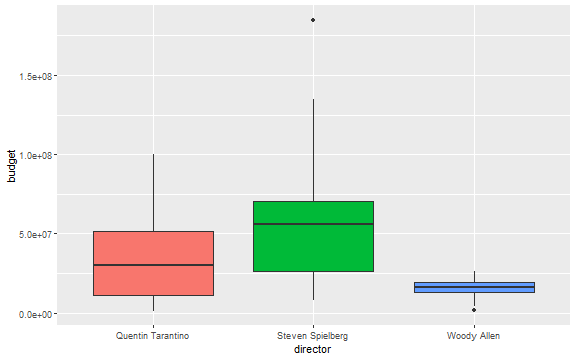 budget
1.5e+08
1.0e+08
5.0e+07
0.0e+00
Quentin Tarantino Steven Spielberg Woody Allen
director